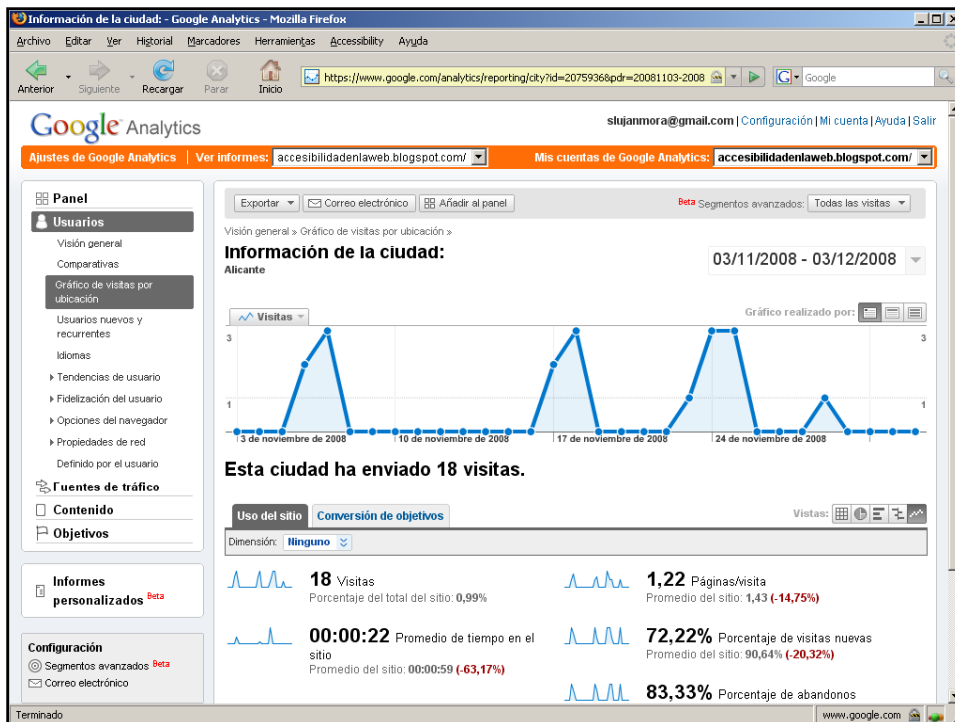 Información de la ciudad: - Google Analytics - Mozilla Firefox
Archivo Editar Ver Historial Marcadores Herramientas Accessibility Ayuda
Anterior Siguiente Recargar Parar Inicio
https://www.google.com/analytics/reporting/city?id=2075936&pdr=20081103-2008
G Google
Google Analytics
slujanmora@gmail.com | Configuración | Mi cuenta | Ayuda | Salir
Ajustes de Google Analytics | Ver informes: accesibilidadenlaweb.blogspot.com/ Mis cuentas de Google Analytics: accesibilidadenlaweb.blogspot.com/
Panel
Usuarios
Visión general
Comparativas
Gráfico de visitas por
ubicación
Usuarios nuevos y
recurrentes
Idiomas
Tendencias de usuario
Fidelización del usuario
Opciones del navegador
Propiedades de red
Definido por el usuario
Fuentes de tráfico
Contenido
Objetivos
Informes
personalizados Beta
Configuración
Segmentos avanzados Beta
Correo electrónico
Exportar Correo electrónico Añadir al panel
Beta Segmentos avanzados: Todas las visitas
Visión general » Gráfico de visitas por ubicación »
Información de la ciudad:
Alicante
03/11/2008 - 03/12/2008
Visitas
Gráfico realizado por:
3 3
1 1
3 de noviembre de 2008 10 de noviembre de 2008 17 de noviembre de 2008 24 de noviembre de 2008
Esta ciudad ha enviado 18 visitas.
Uso del sitio Conversión de objetivos
Vistas:
Dimensión: Ninguno
18 Visitas
Porcentaje del total del sitio: 0,99%
1,22 Páginas/visita
Promedio del sitio: 1,43 (-14,75%)
00:00:22 Promedio de tiempo en el
sitio
Promedio del sitio: 00:00:59 (-63,17%)
72,22% Porcentaje de visitas nuevas
Promedio del sitio: 90,64% (-20,32%)
83,33% Porcentaje de abandonos
Terminado
www.google.com